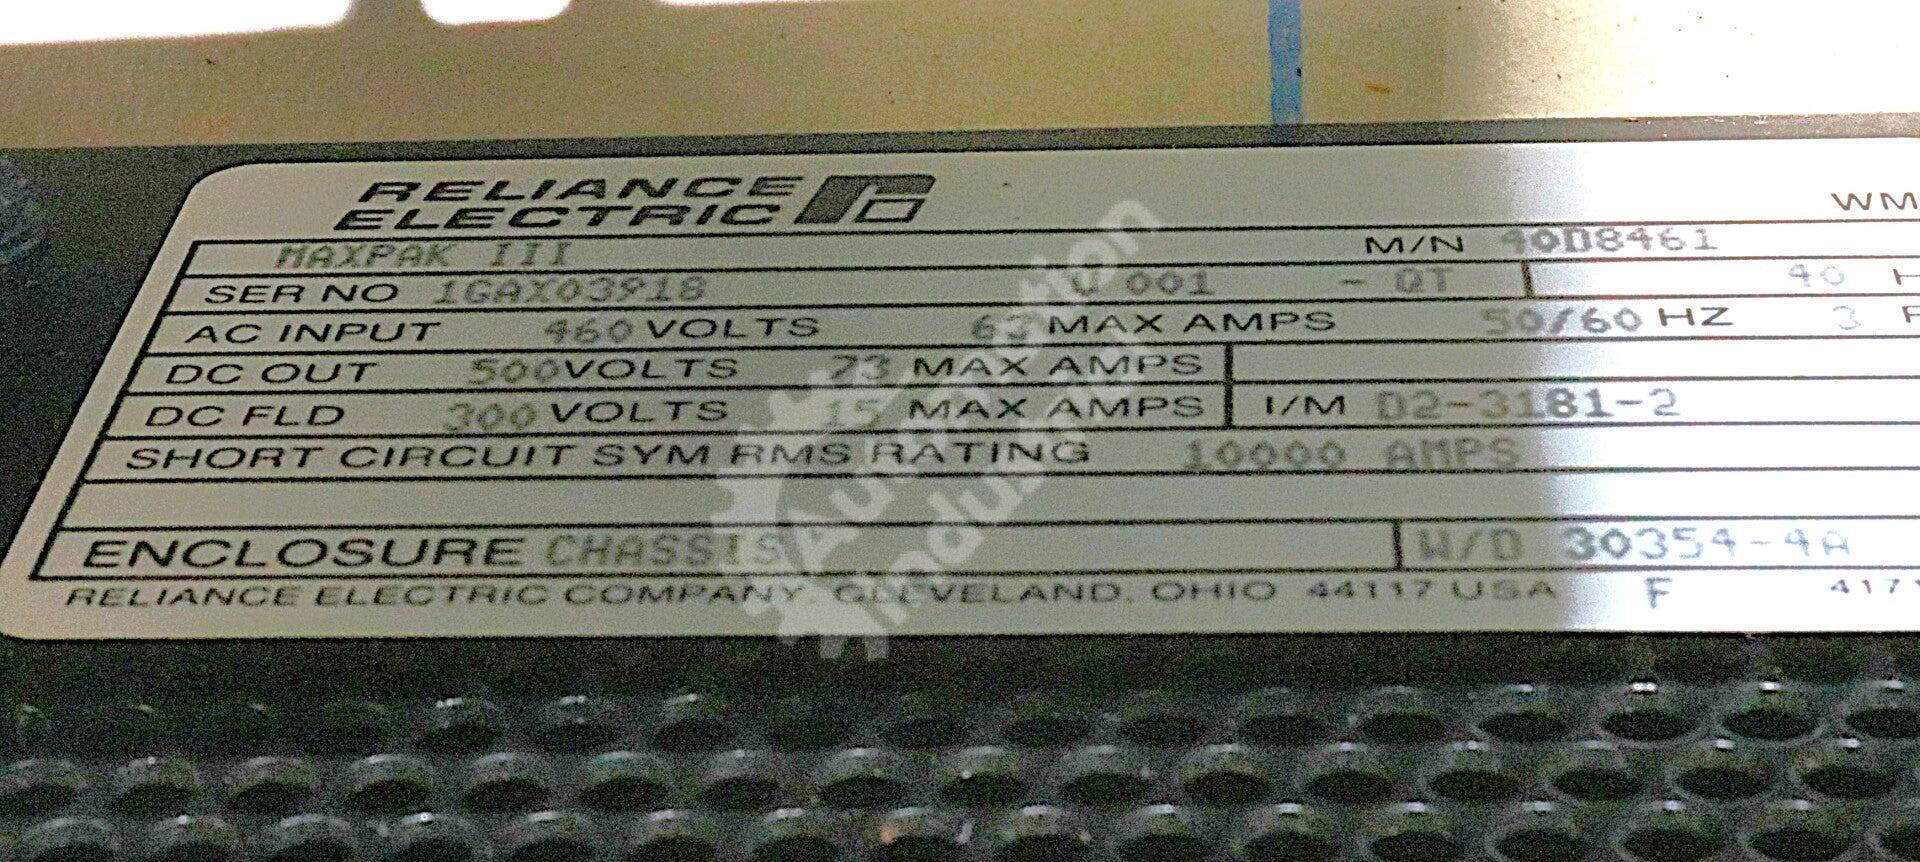 RELIANCE
ELECTRIC
WM
MAXPAK III M/N 40D8461
SER NO 1GAX03918 V 001 - QT 40 H
AC INPUT 460 VOLTS MAX AMPS 50/60 HZ 3 P
DC OUT 500 VOLTS 73 MAX AMPS
DC FLD 300 VOLTS 15 MAX AMPS I/M D2-3181-2
SHORT CIRCUIT SYM RMS RATING 10000 AMPS
ENCLOSURE CHASSIS W/D 30354-4A
RELIANCE ELECTRIC COMPANY, CLEVELAND, OHIO 44117 USA F 417
Automation
Industrial